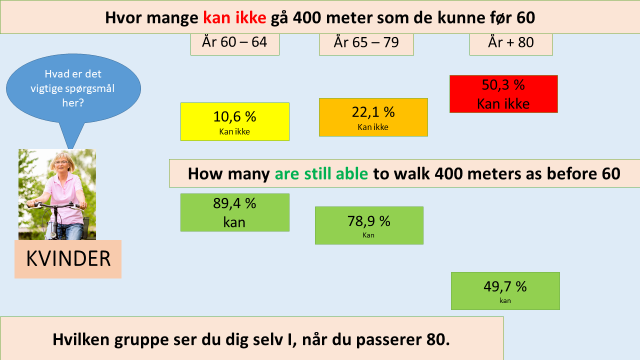 Hvor mange kan ikke gå 400 meter som de kunne før 60
År 60 – 64
År 65 – 79
År + 80
Hvad er det
vigtige spørgsmål
her?
10,6 %
Kan ikke
22,1 %
Kan ikke
50,3 %
Kan ikke
How many are still able to walk 400 meters as before 60
89,4 %
kan
78,9 %
Kan
49,7 %
kan
KVINDER
Hvilken gruppe ser du dig selv I, når du passerer 80.